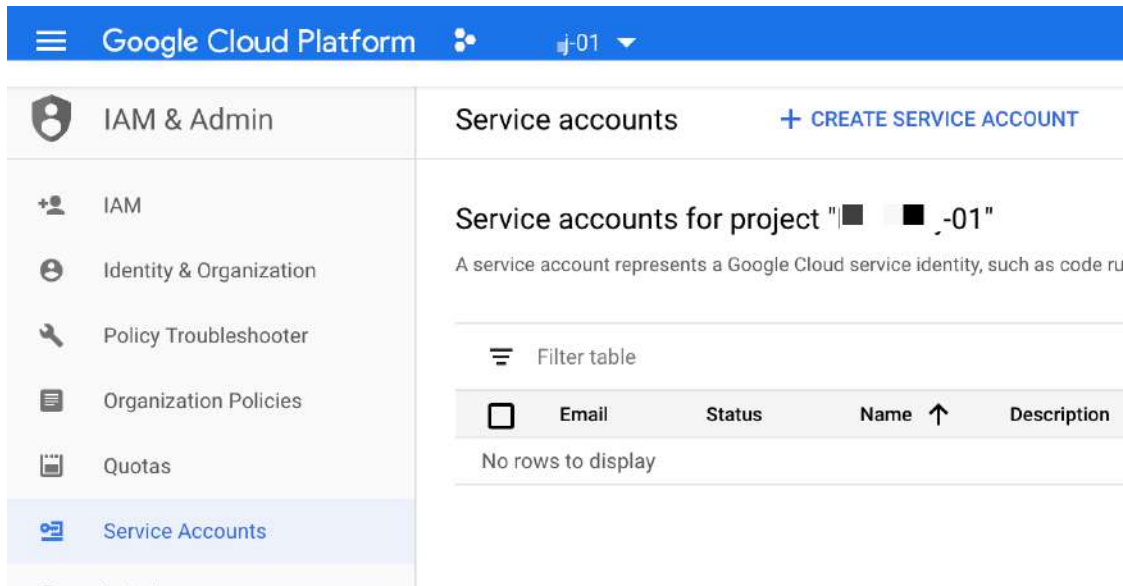 Google Cloud Platform j-01
IAM & Admin
Service accounts + CREATE SERVICE ACCOUNT
IAM
Identity & Organization
Policy Troubleshooter
Organization Policies
Quotas
Service Accounts
Service accounts for project "-01"
A service account represents a Google Cloud service identity, such as code ru
Filter table
Email Status Name ↑ Description
No rows to display